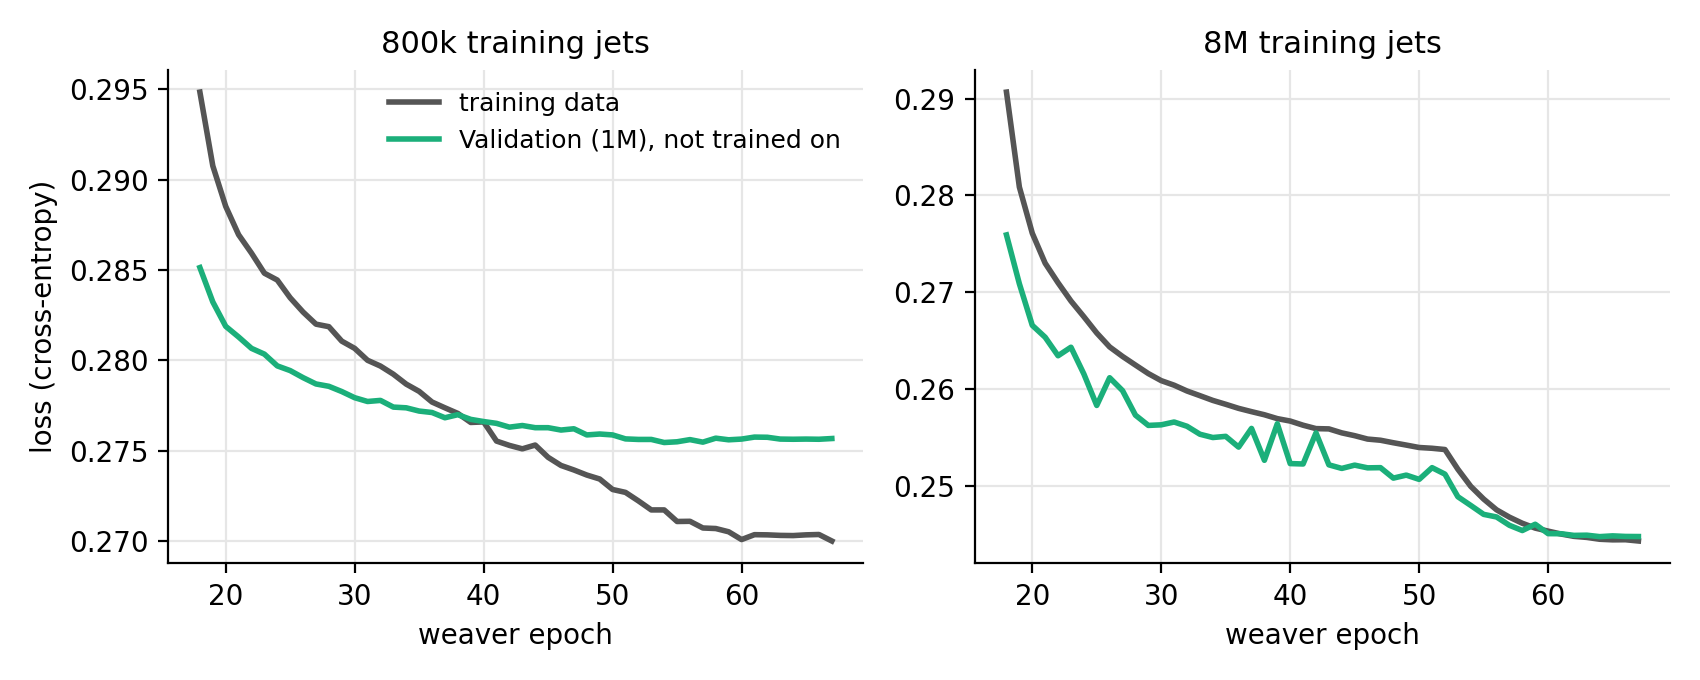 800k training jets
0.295
0.290
0.285
0.280
0.275
0.270
loss (cross-entropy)
training data
Validation (1M), not trained on
20 30 40 50 60
weaver epoch
8M training jets
0.29
0.28
0.27
0.26
0.25
20 30 40 50 60
weaver epoch